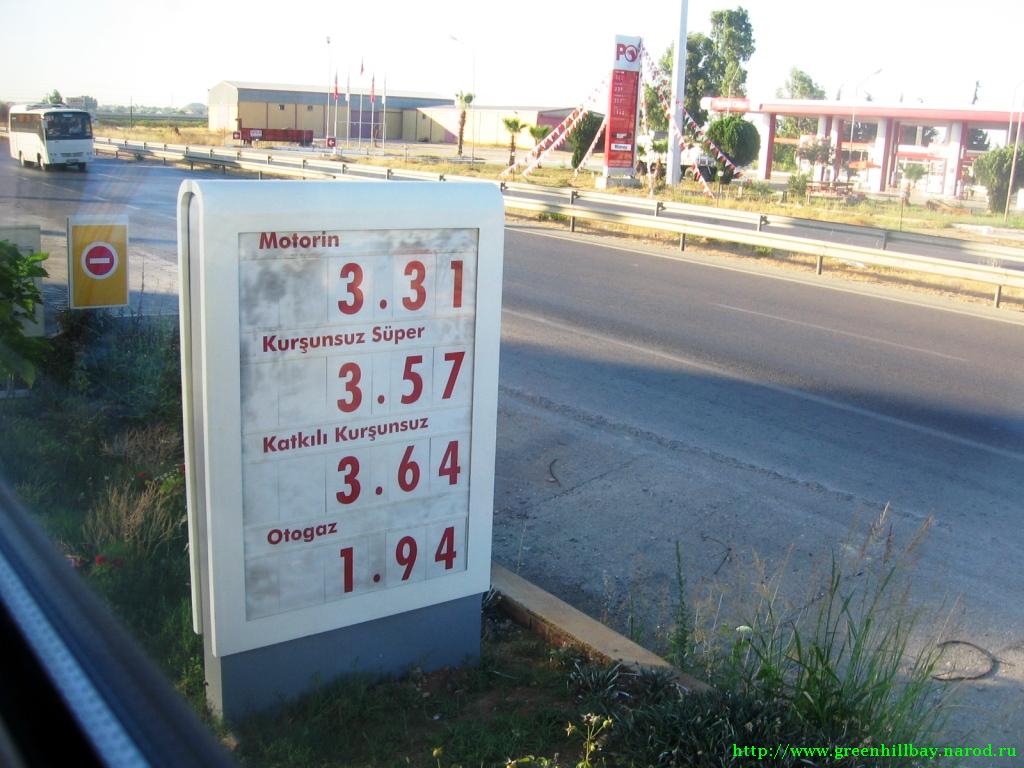 PO
Motorin
3.31
Kurşunsuz Süper
3.57
Katkılı Kurşunsuz
3.64
Otogaz
1.94
http://www.greenhillbay.narod.ru